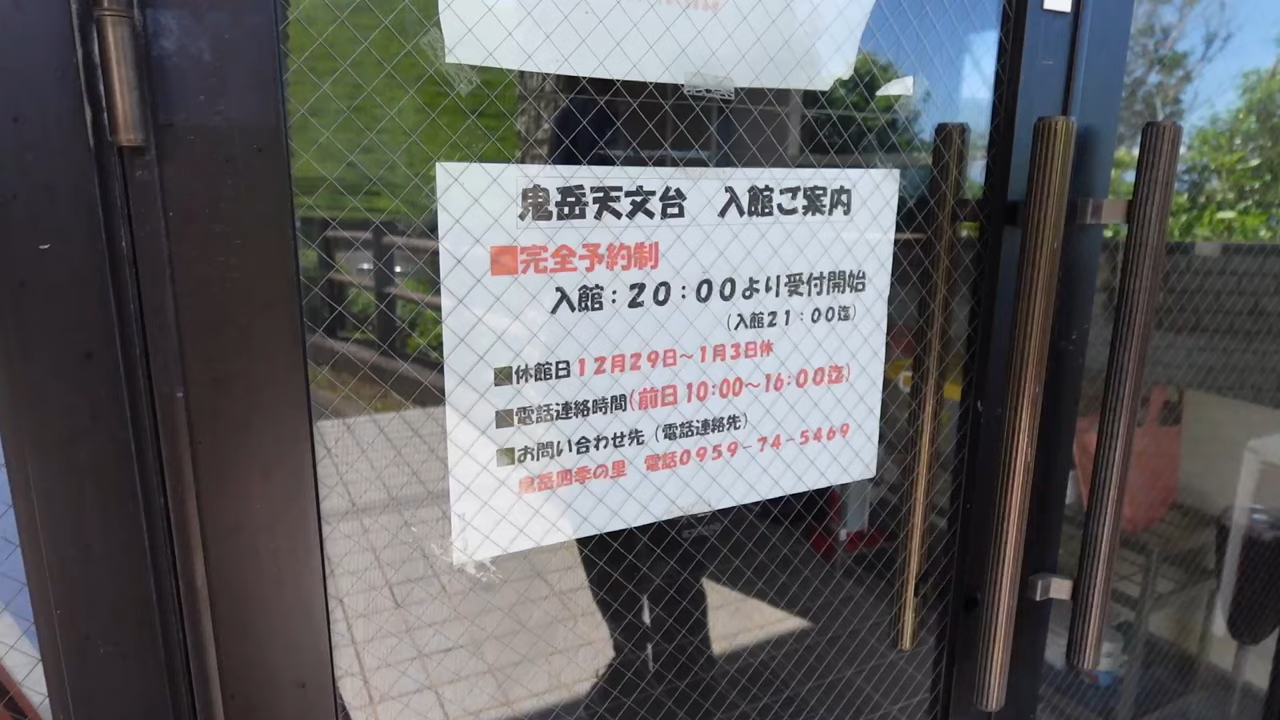 鬼岳天文台 入館ご案内
■完全予約制
入館：20：00より受付開始
（入館21：00迄）
■休館日12月29日～1月3日休
■電話連絡時間（前日10:00～16:00迄）
■お問い合わせ先（電話連絡先）
鬼岳四季の里 電話0959-74-5469